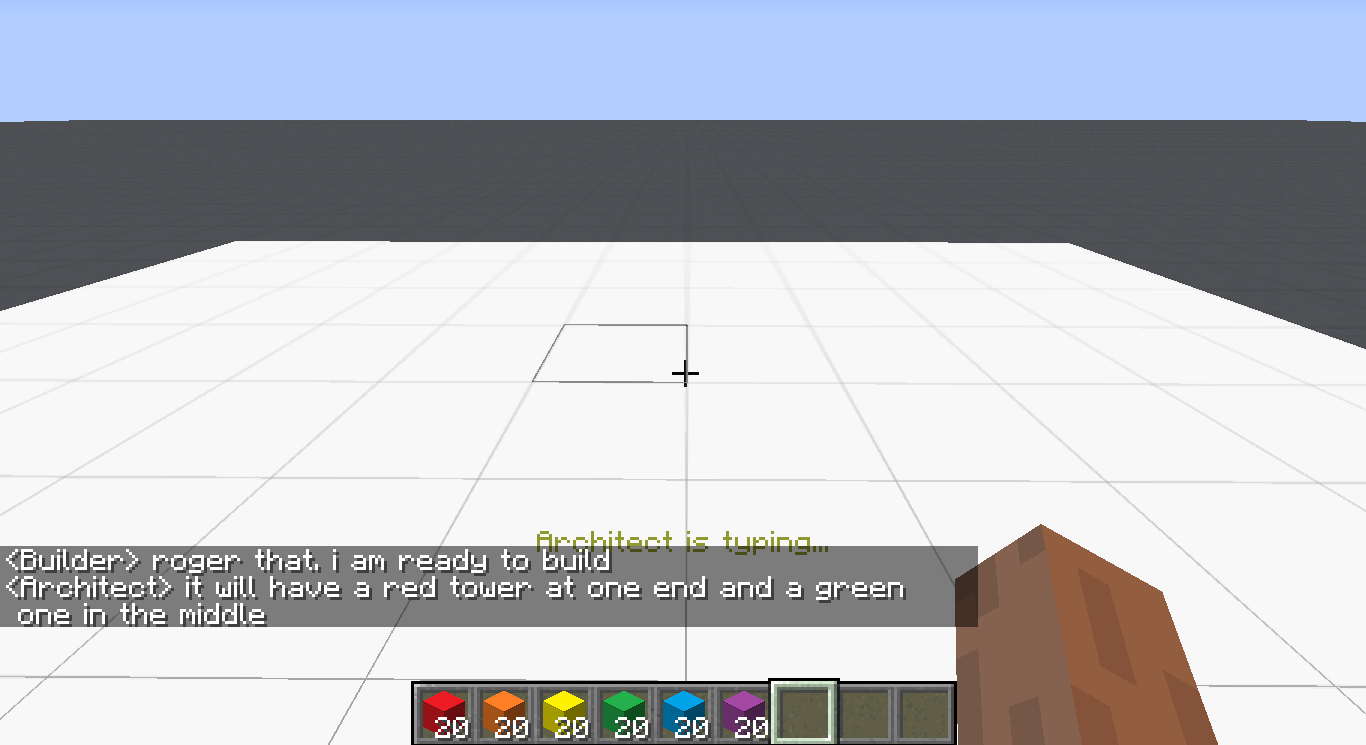 Architect is typing...
<Builder> roger that, i am ready to build
<Architect> it will have a red tower at one end and a green
one in the middle
20 20 20 20 20 20